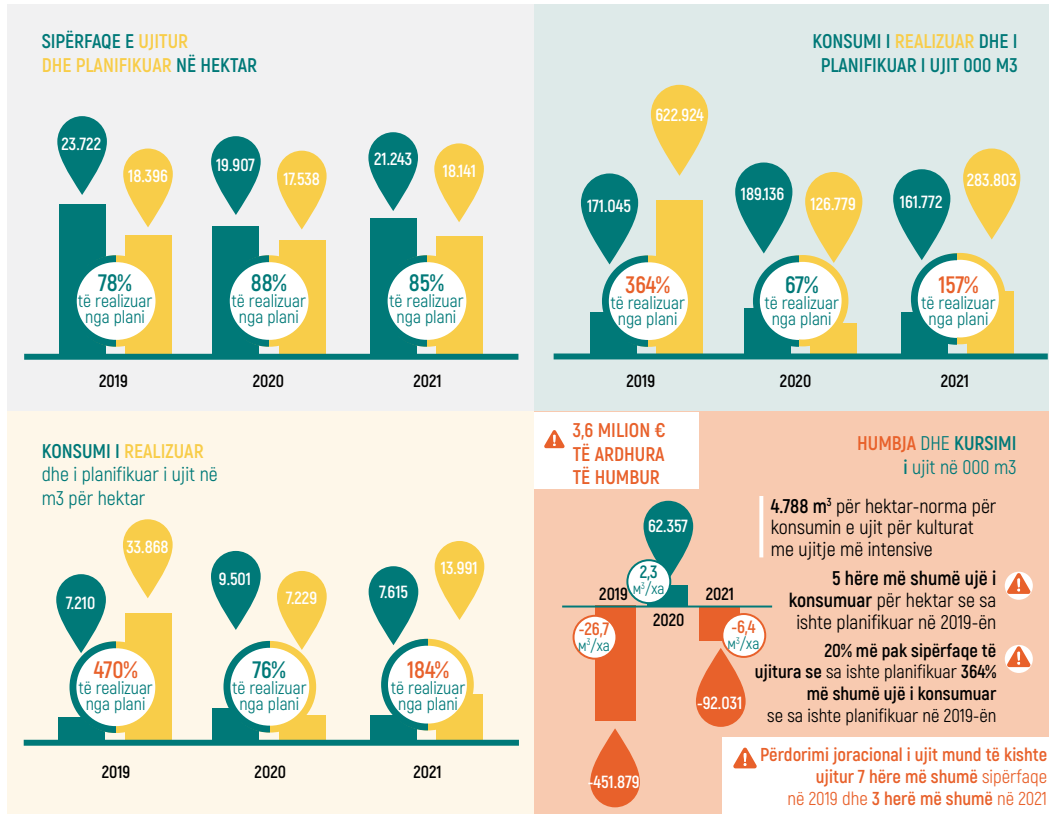 SIPËRFAQE E UJITUR
DHE PLANIFIKUAR NË HEKTAR
23.722
18.396
19.907
17.538
21.243
18.141
78%
të realizuar
nga plani
88%
të realizuar
nga plani
85%
të realizuar
nga plani
2019
2020
2021
KONSUMI I REALIZUAR DHE I
PLANIFIKUAR I UJIT 000 M3
171.045
622.924
189.136
126.779
161.772
283.803
364%
të realizuar
nga plani
67%
të realizuar
nga plani
157%
të realizuar
nga plani
2019
2020
2021
KONSUMI I REALIZUAR
dhe i planifikuar i ujit në
m3 për hektar
7.210
33.868
9.501
7.229
7.615
13.991
470%
të realizuar
nga plani
76%
të realizuar
nga plani
184%
të realizuar
nga plani
2019
2020
2021
3,6 MILION €
TË ARDHURA
TË HUMBUR
HUMBJA DHE KURSIMI
i ujit në 000 m3
62.357
2,3
м³/хa
2019
2020
2021
-26,7
м³/хa
-6,4
м³/хa
-92.031
-451.879
4.788 m³ për hektar-norma për
konsumin e ujit për kulturat
me ujitje më intensive
5 hëre më shumë ujë i
konsumuar për hektar se sa
ishte planifikuar në 2019-ën
20% më pak sipërfaqe të
ujitura se sa ishte planifikuar 364%
më shumë ujë i konsumuar
se sa ishte planifikuar në 2019-ën
Përdorimi joracional i ujit mund të kishte
ujitur 7 hëre më shumë sipërfaqe
në 2019 dhe 3 herë më shumë në 2021